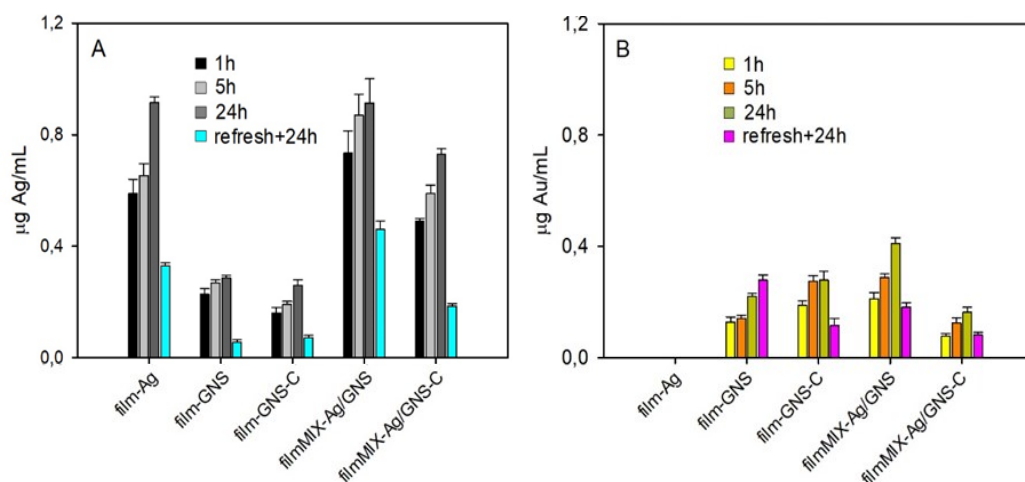 A
1h
5h
24h
refresh+24h
µg Ag/mL
1,2
0,8
0,4
0,0
film-Ag
film-GNS
film-GNS-C
filmMIX-Ag/GNS
filmMIX-Ag/GNS-C
B
1h
5h
24h
refresh+24h
µg Au/mL
1,2
0,8
0,4
0,0
film-Ag
film-GNS
film-GNS-C
filmMIX-Ag/GNS
filmMIX-Ag/GNS-C